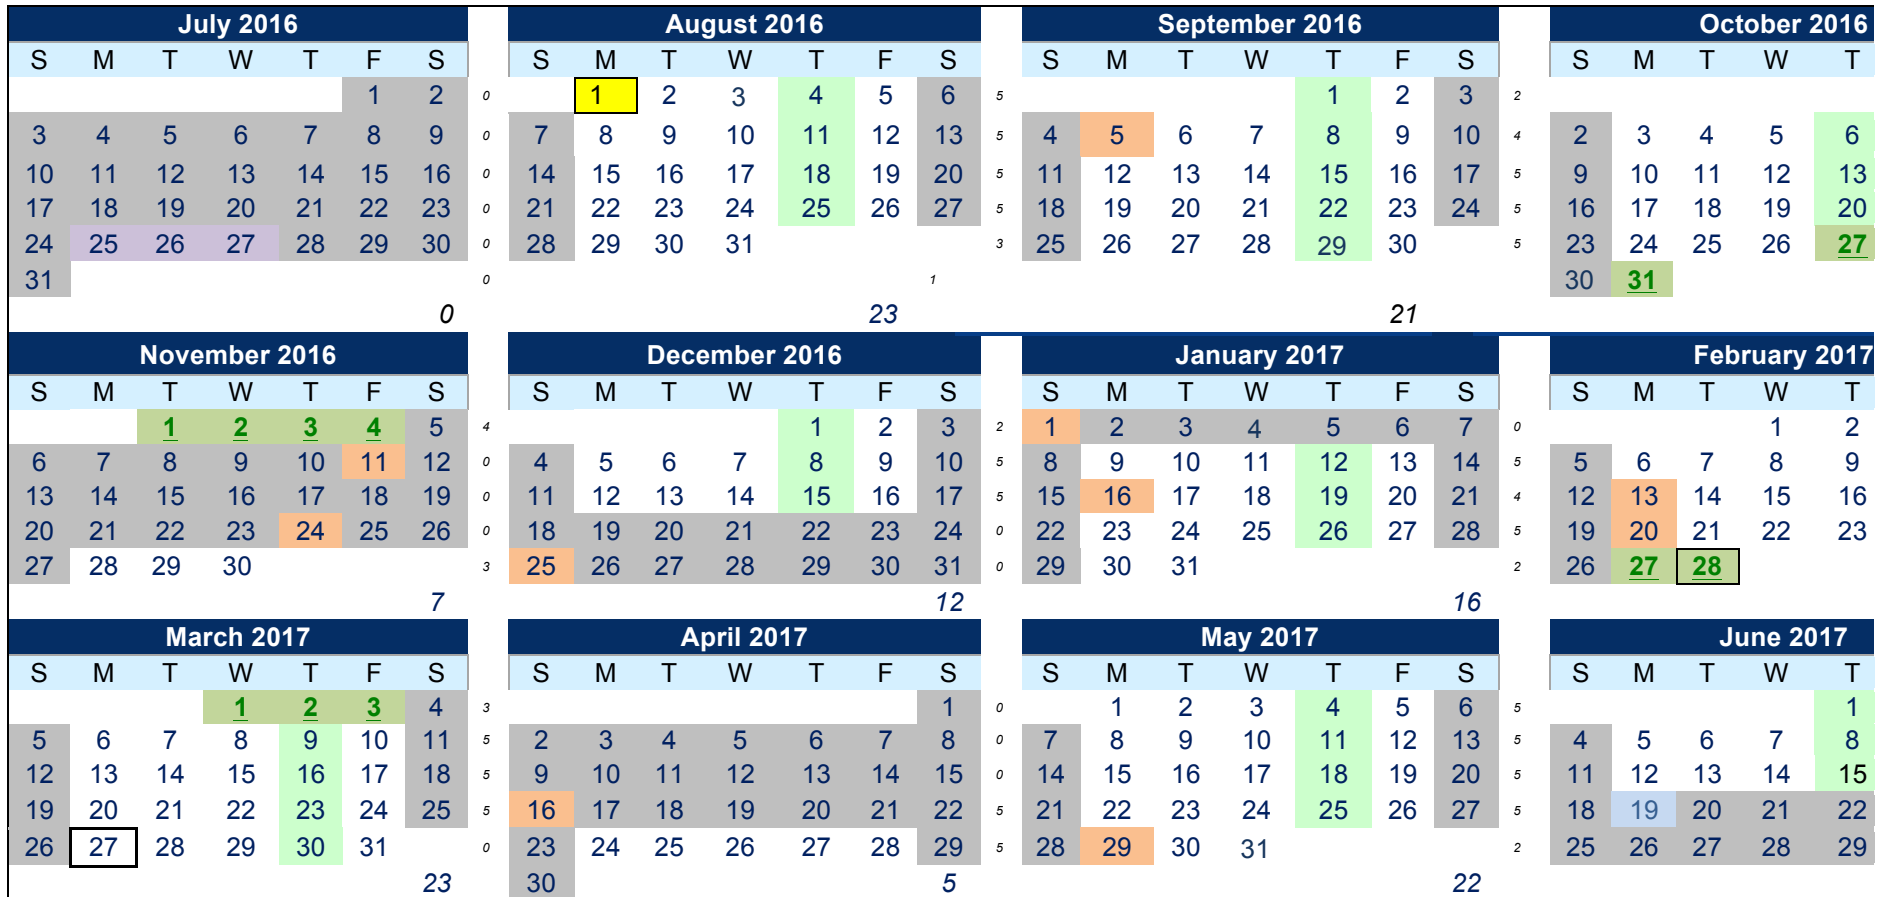 July 2016 August 2016 September 2016 October 2016
S M T W T F S S M T W T F S S M T W T F S S M T W T
1 2 0 1 2 3 4 5 6 5 1 2 3 2
3 4 5 6 7 8 9 0 7 8 9 10 11 12 13 5 4 5 6 7 8 9 10 4 2 3 4 5 6
10 11 12 13 14 15 16 0 14 15 16 17 18 19 20 5 11 12 13 14 15 16 17 5 9 10 11 12 13
17 18 19 20 21 22 23 0 21 22 23 24 25 26 27 5 18 19 20 21 22 23 24 5 16 17 18 19 20
24 25 26 27 28 29 30 0 28 29 30 31 3 25 26 27 28 29 30 5 23 24 25 26 27
31 0 1 30 31
0 23 21
November 2016 December 2016 January 2017 February 2017
S M T W T F S S M T W T F S S M T W T F S S M T W T
1 2 3 4 5 4 1 2 3 2 1 2 3 4 5 6 7 0 1 2
6 7 8 9 10 11 12 0 4 5 6 7 8 9 10 5 8 9 10 11 12 13 14 5 5 6 7 8 9
13 14 15 16 17 18 19 0 11 12 13 14 15 16 17 5 15 16 17 18 19 20 21 4 12 13 14 15 16
20 21 22 23 24 25 26 0 18 19 20 21 22 23 24 0 22 23 24 25 26 27 28 5 19 20 21 22 23
27 28 29 30 3 25 26 27 28 29 30 31 0 29 30 31 2 26 27 28
7 12 16
March 2017 April 2017 May 2017 June 2017
S M T W T F S S M T W T F S S M T W T F S S M T W T
1 2 3 4 3 1 0 1 2 3 4 5 6 5 1
5 6 7 8 9 10 11 5 2 3 4 5 6 7 8 0 7 8 9 10 11 12 13 5 4 5 6 7 8
12 13 14 15 16 17 18 5 9 10 11 12 13 14 15 0 14 15 16 17 18 19 20 5 11 12 13 14 15
19 20 21 22 23 24 25 5 16 17 18 19 20 21 22 5 21 22 23 24 25 26 27 5 18 19 20 21 22
26 27 28 29 30 31 0 23 24 25 26 27 28 29 5 28 29 30 31 2 25 26 27 28 29
23 30 5 22